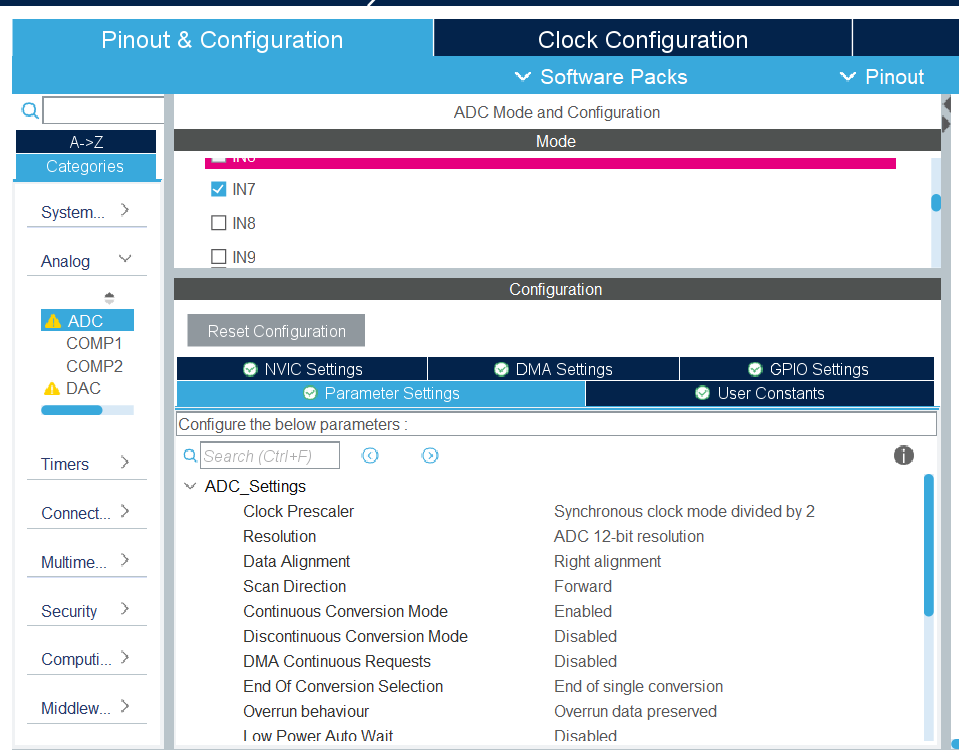 Pinout & Configuration
Clock Configuration
Software Packs
Pinout
ADC Mode and Configuration
A->Z
Categories
System...
Analog
ADC
COMP1
COMP2
DAC
Timers
Connect...
Multime...
Security
Computi...
Middlew...
Mode
IN7
IN8
IN9
Configuration
Reset Configuration
NVIC Settings
DMA Settings
GPIO Settings
Parameter Settings
User Constants
Configure the below parameters :
Search (Ctrl+F)
ADC_Settings
Clock Prescaler Synchronous clock mode divided by 2
Resolution ADC 12-bit resolution
Data Alignment Right alignment
Scan Direction Forward
Continuous Conversion Mode Enabled
Discontinuous Conversion Mode Disabled
DMA Continuous Requests Disabled
End Of Conversion Selection End of single conversion
Overrun behaviour Overrun data preserved
Low Power Auto Wait Disabled